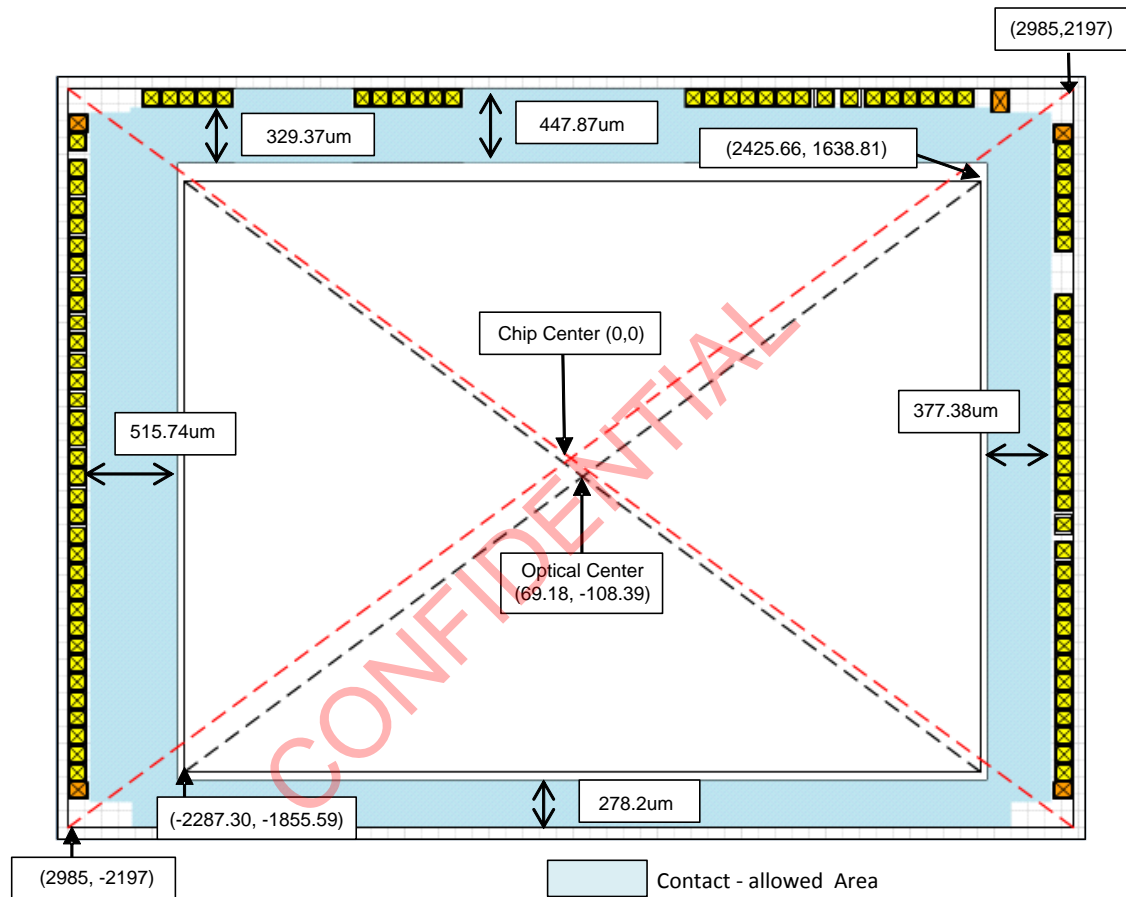 (2985,2197)
329.37um
447.87um
(2425.66, 1638.81)
Chip Center (0,0)
515.74um
377.38um
Optical Center
(69.18, -108.39)
CONFIDENTIAL
(-2287.30, -1855.59)
278.2um
(2985, -2197)
Contact - allowed Area